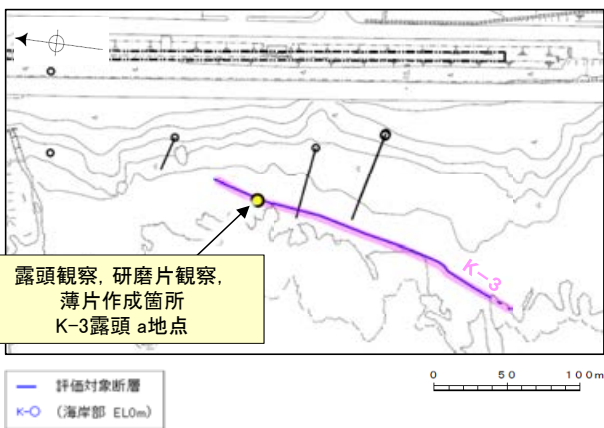 K-3
露頭観察, 研磨片観察,
薄片作成箇所
K-3露頭 a地点
評価対象断層
K-○ (海岸部 EL0m)
0 50 100m